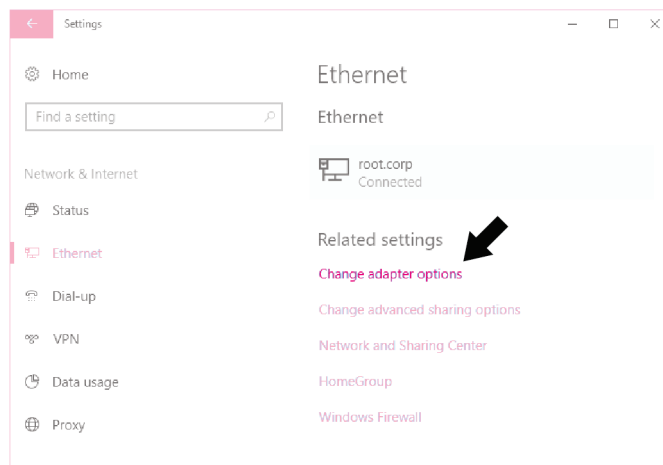 Settings
Home
Find a setting
Network & Internet
Status
Ethernet
Dial-up
VPN
Data usage
Proxy
Ethernet
Ethernet
root.corp
Connected
Related settings
Change adapter options
Change advanced sharing options
Network and Sharing Center
HomeGroup
Windows Firewall